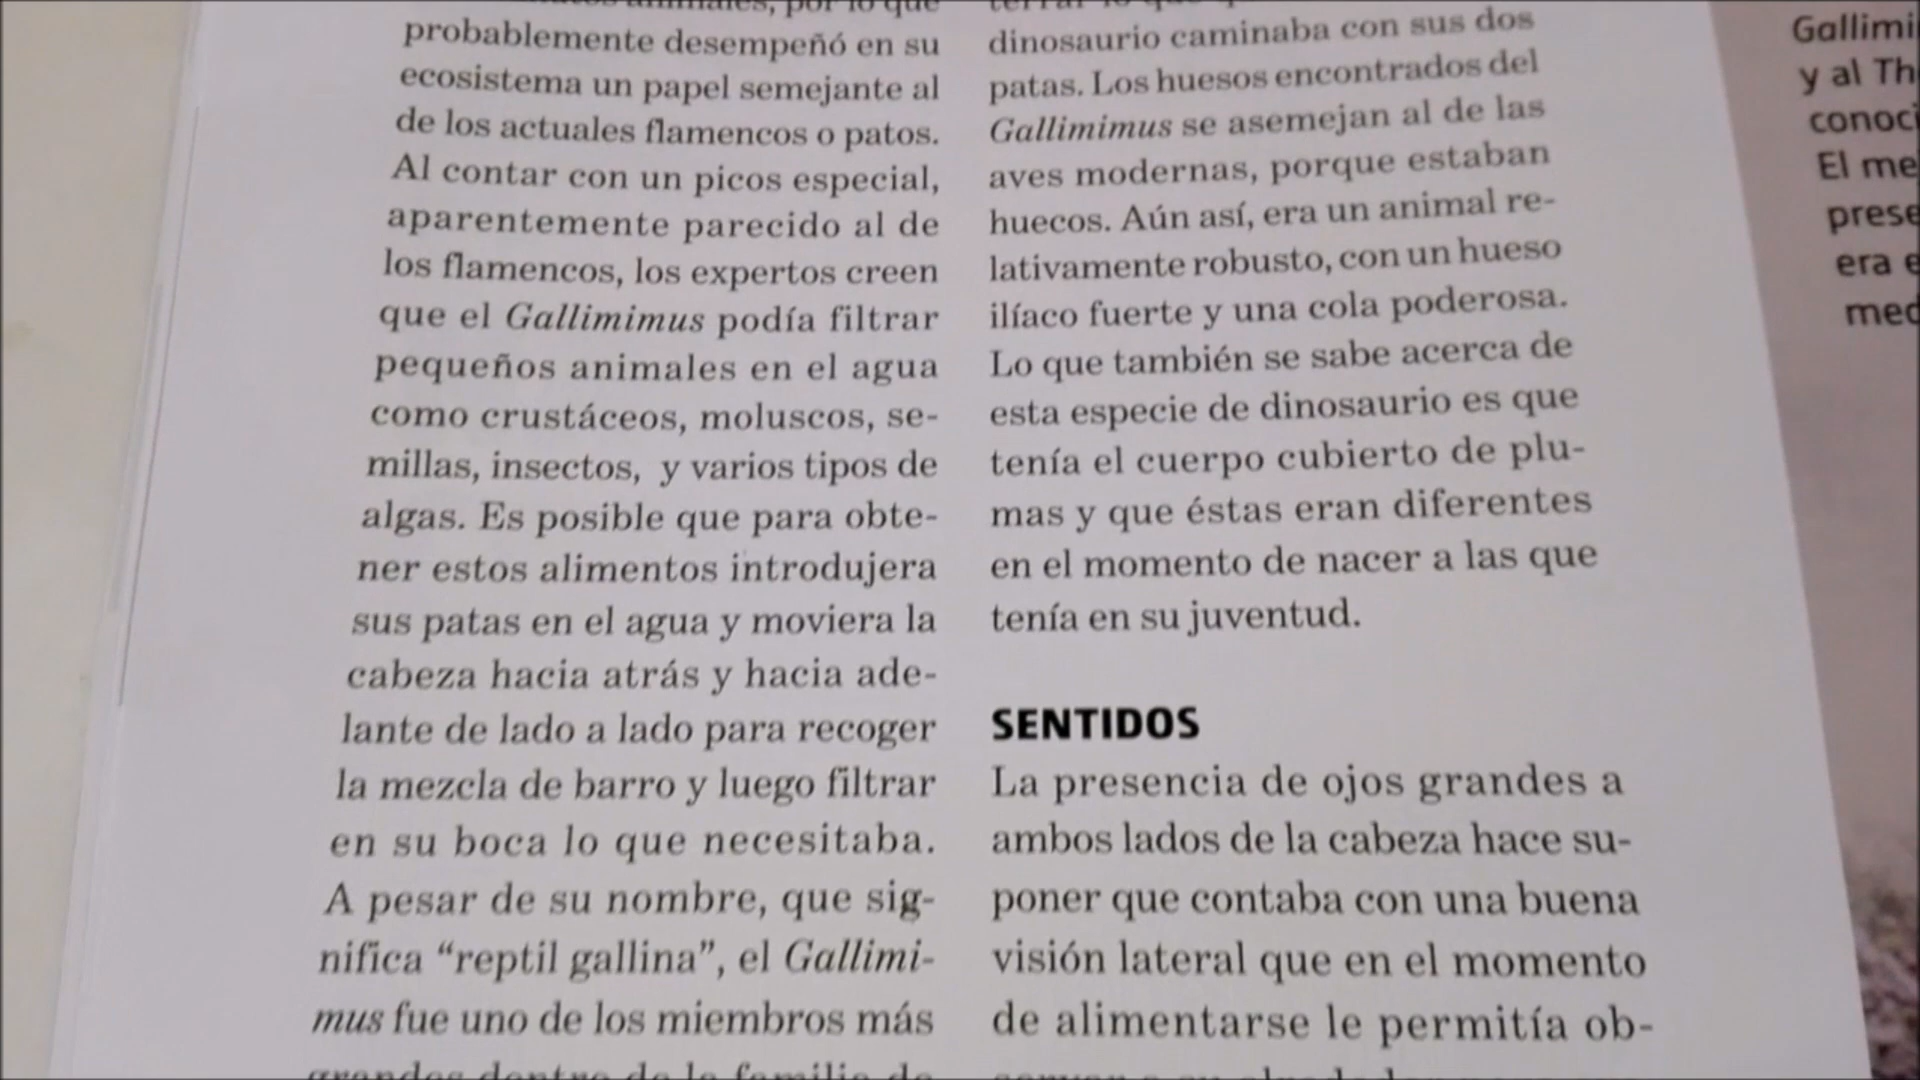 probablemente desempeñó en su
ecosistema un papel semejante al
de los actuales flamencos o patos.
Al contar con un picos especial,
aparentemente parecido al de
los flamencos, los expertos creen
que el Gallimimus podía filtrar
pequeños animales en el agua
como crustáceos, moluscos, se-
millas, insectos, y varios tipos de
algas. Es posible que para obte-
ner estos alimentos introdujera
sus patas en el agua y moviera la
cabeza hacia atrás y hacia ade-
lante de lado a lado para recoger
la mezcla de barro y luego filtrar
en su boca lo que necesitaba.
A pesar de su nombre, que sig-
nifica “reptil gallina”, el Gallimi-
mus fue uno de los miembros más
grandes dentro de la familia de
dinosaurio caminaba con sus dos
patas. Los huesos encontrados del
Gallimimus se asemejan al de las
aves modernas, porque estaban
huecos. Aún así, era un animal re-
lativamente robusto, con un hueso
ilíaco fuerte y una cola poderosa.
Lo que también se sabe acerca de
esta especie de dinosaurio es que
tenía el cuerpo cubierto de plu-
mas y que éstas eran diferentes
en el momento de nacer a las que
tenía en su juventud.
SENTIDOS
La presencia de ojos grandes a
ambos lados de la cabeza hace su-
poner que contaba con una buena
visión lateral que en el momento
de alimentarse le permitía ob-
Gallimi
y al Th
conoci
El me
prese
era e
med